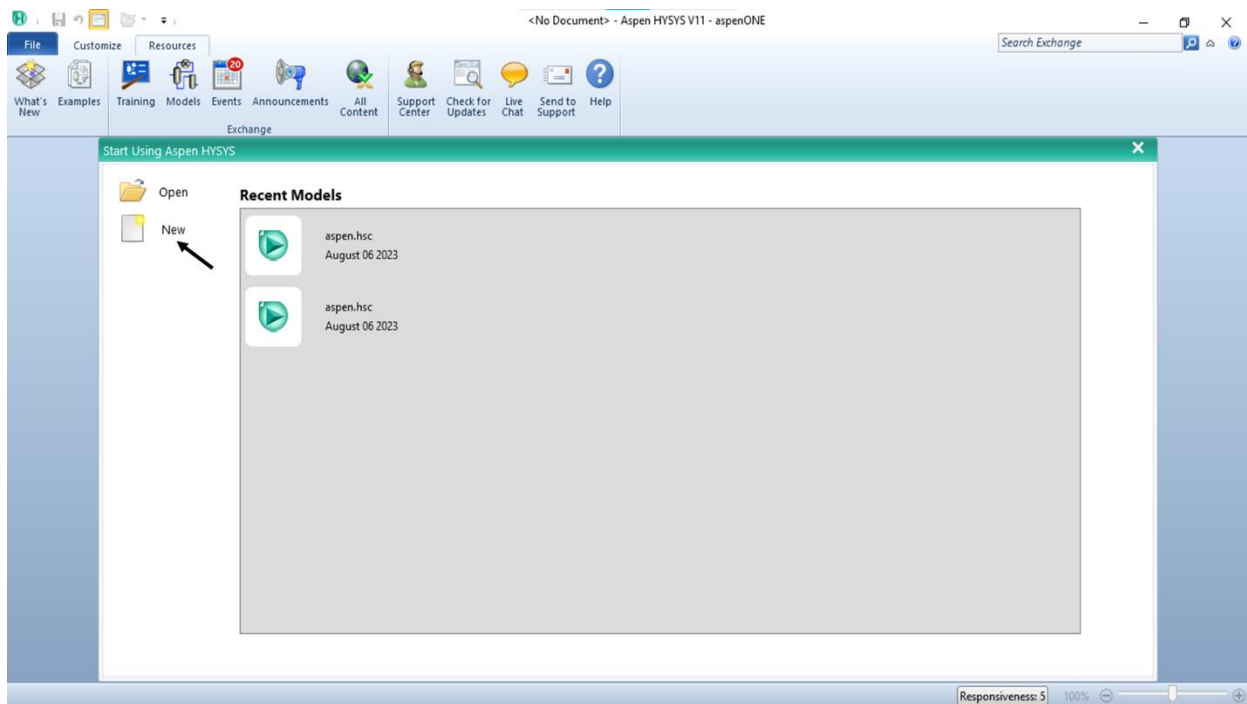 <No Document> - Aspen HYSYS V11 - aspenONE
File Customize Resources
Search Exchange
What's New
Examples
Training
Models
20
Events
Announcements
All Content
Support Center
Check for Updates
Live Chat
Send to Support
Help
Exchange
Start Using Aspen HYSYS
Open
Recent Models
New
aspen.hsc
August 06 2023
aspen.hsc
August 06 2023
Responsiveness: 5 100%